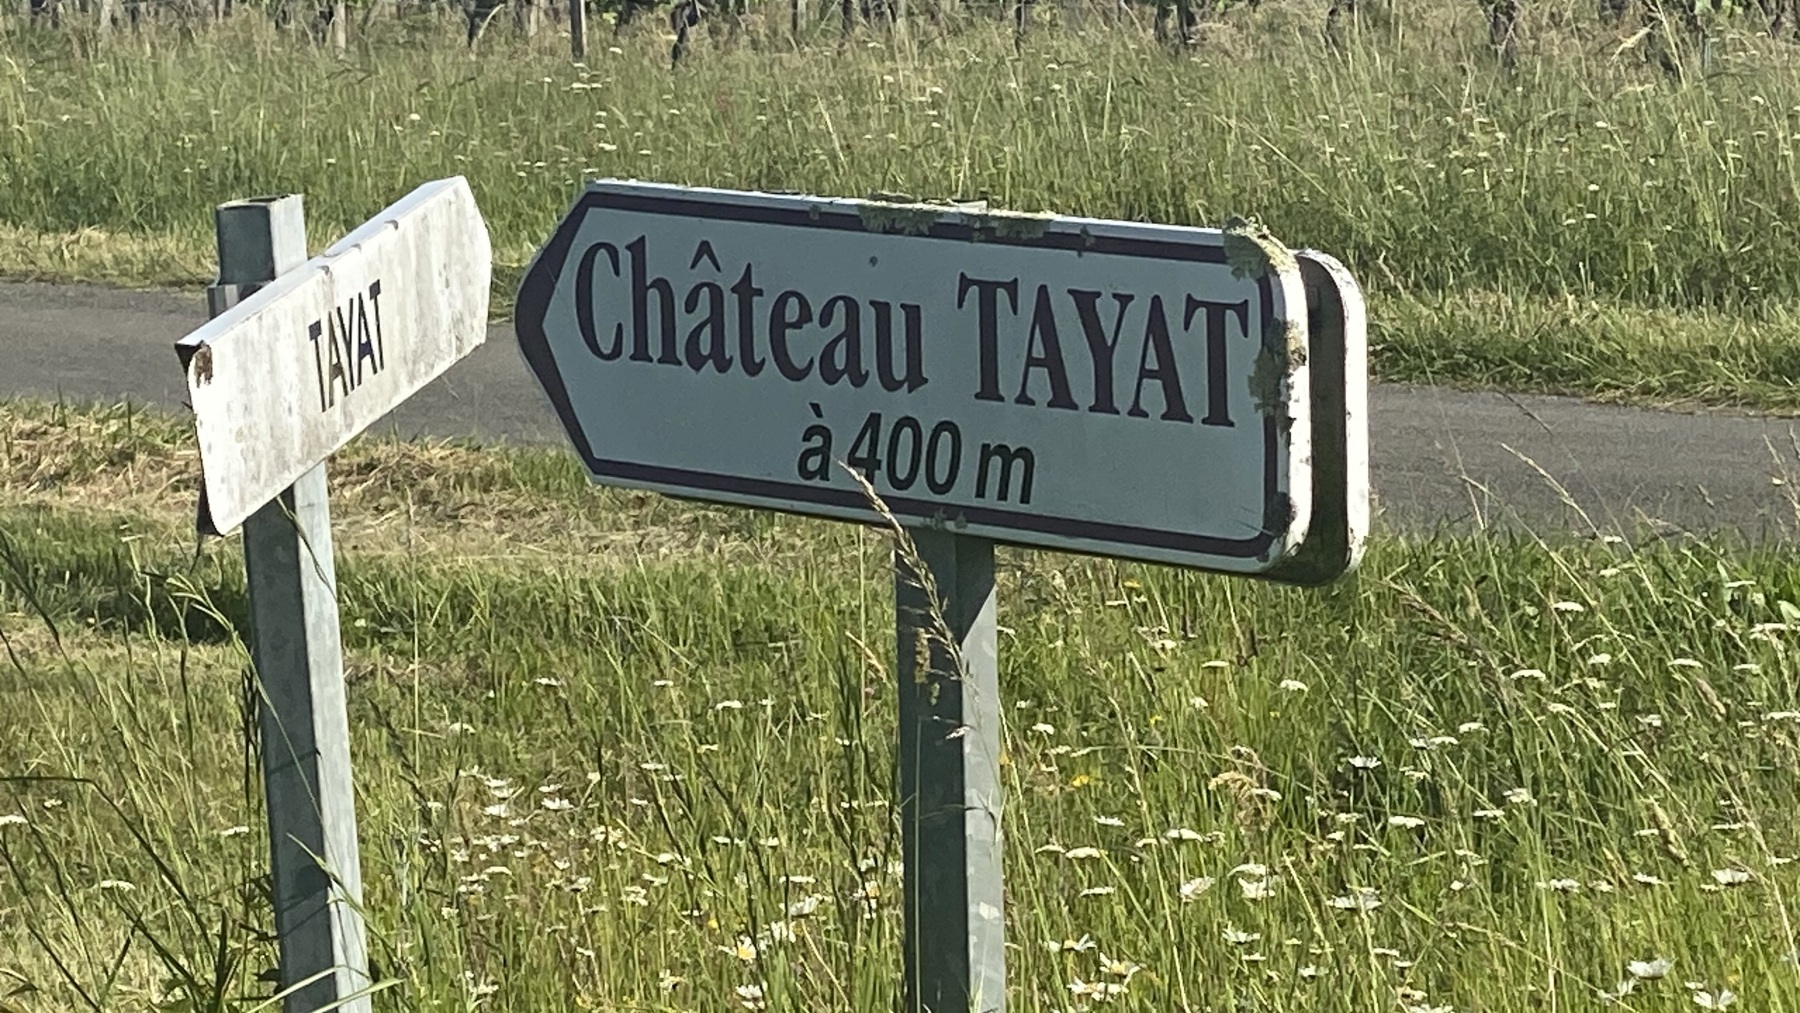 TAYAT
Château TAYAT
à 400 m